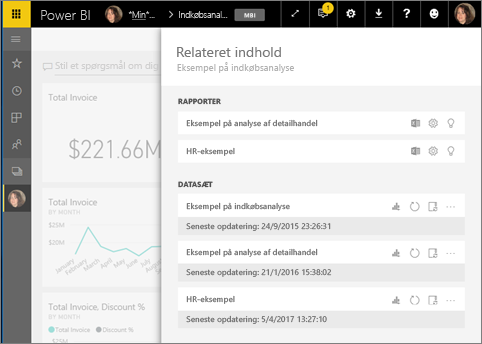 Power BI
*Min*...
Indkøbsanal...
MBI
1
Relateret indhold
Eksempel på indkøbsanalyse
Stil et spørgsmål om dig
RAPPORTER
Total Invoice
Eksempel på analyse af detailhandel
$221.66M
HR-eksempel
DATASÆT
Total Invoice
BY MONTH
Eksempel på indkøbsanalyse
Seneste opdatering: 24/9/2015 23:26:31
$25M
$20M
Eksempel på analyse af detailhandel
January
February
March
April
May
June
July
August
Seneste opdatering: 21/1/2016 15:38:02
Total Invoice, Discount %
BY MONTH
HR-eksempel
Seneste opdatering: 5/4/2017 13:27:10
Total Invoice Discount %
$25M